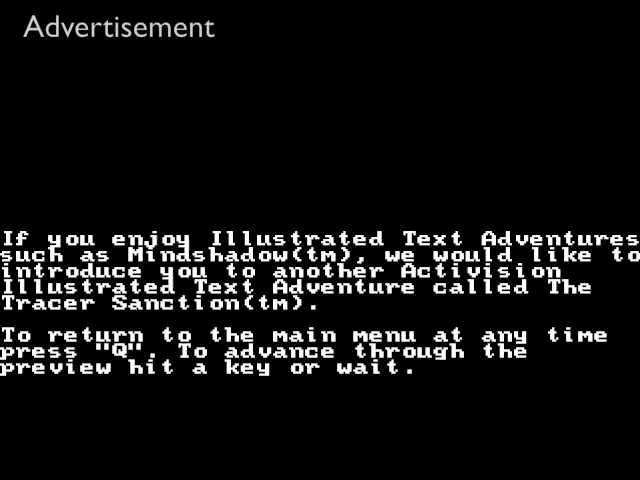 Advertisement
If you enjoy Illustrated Text Adventures
such as Mindshadow(tm), we would like to
introduce you to another Activision
Illustrated Text Adventure called The
Tracer Sanction(tm).
To return to the main menu at any time
press "Q". To advance through the
preview hit a key or wait.